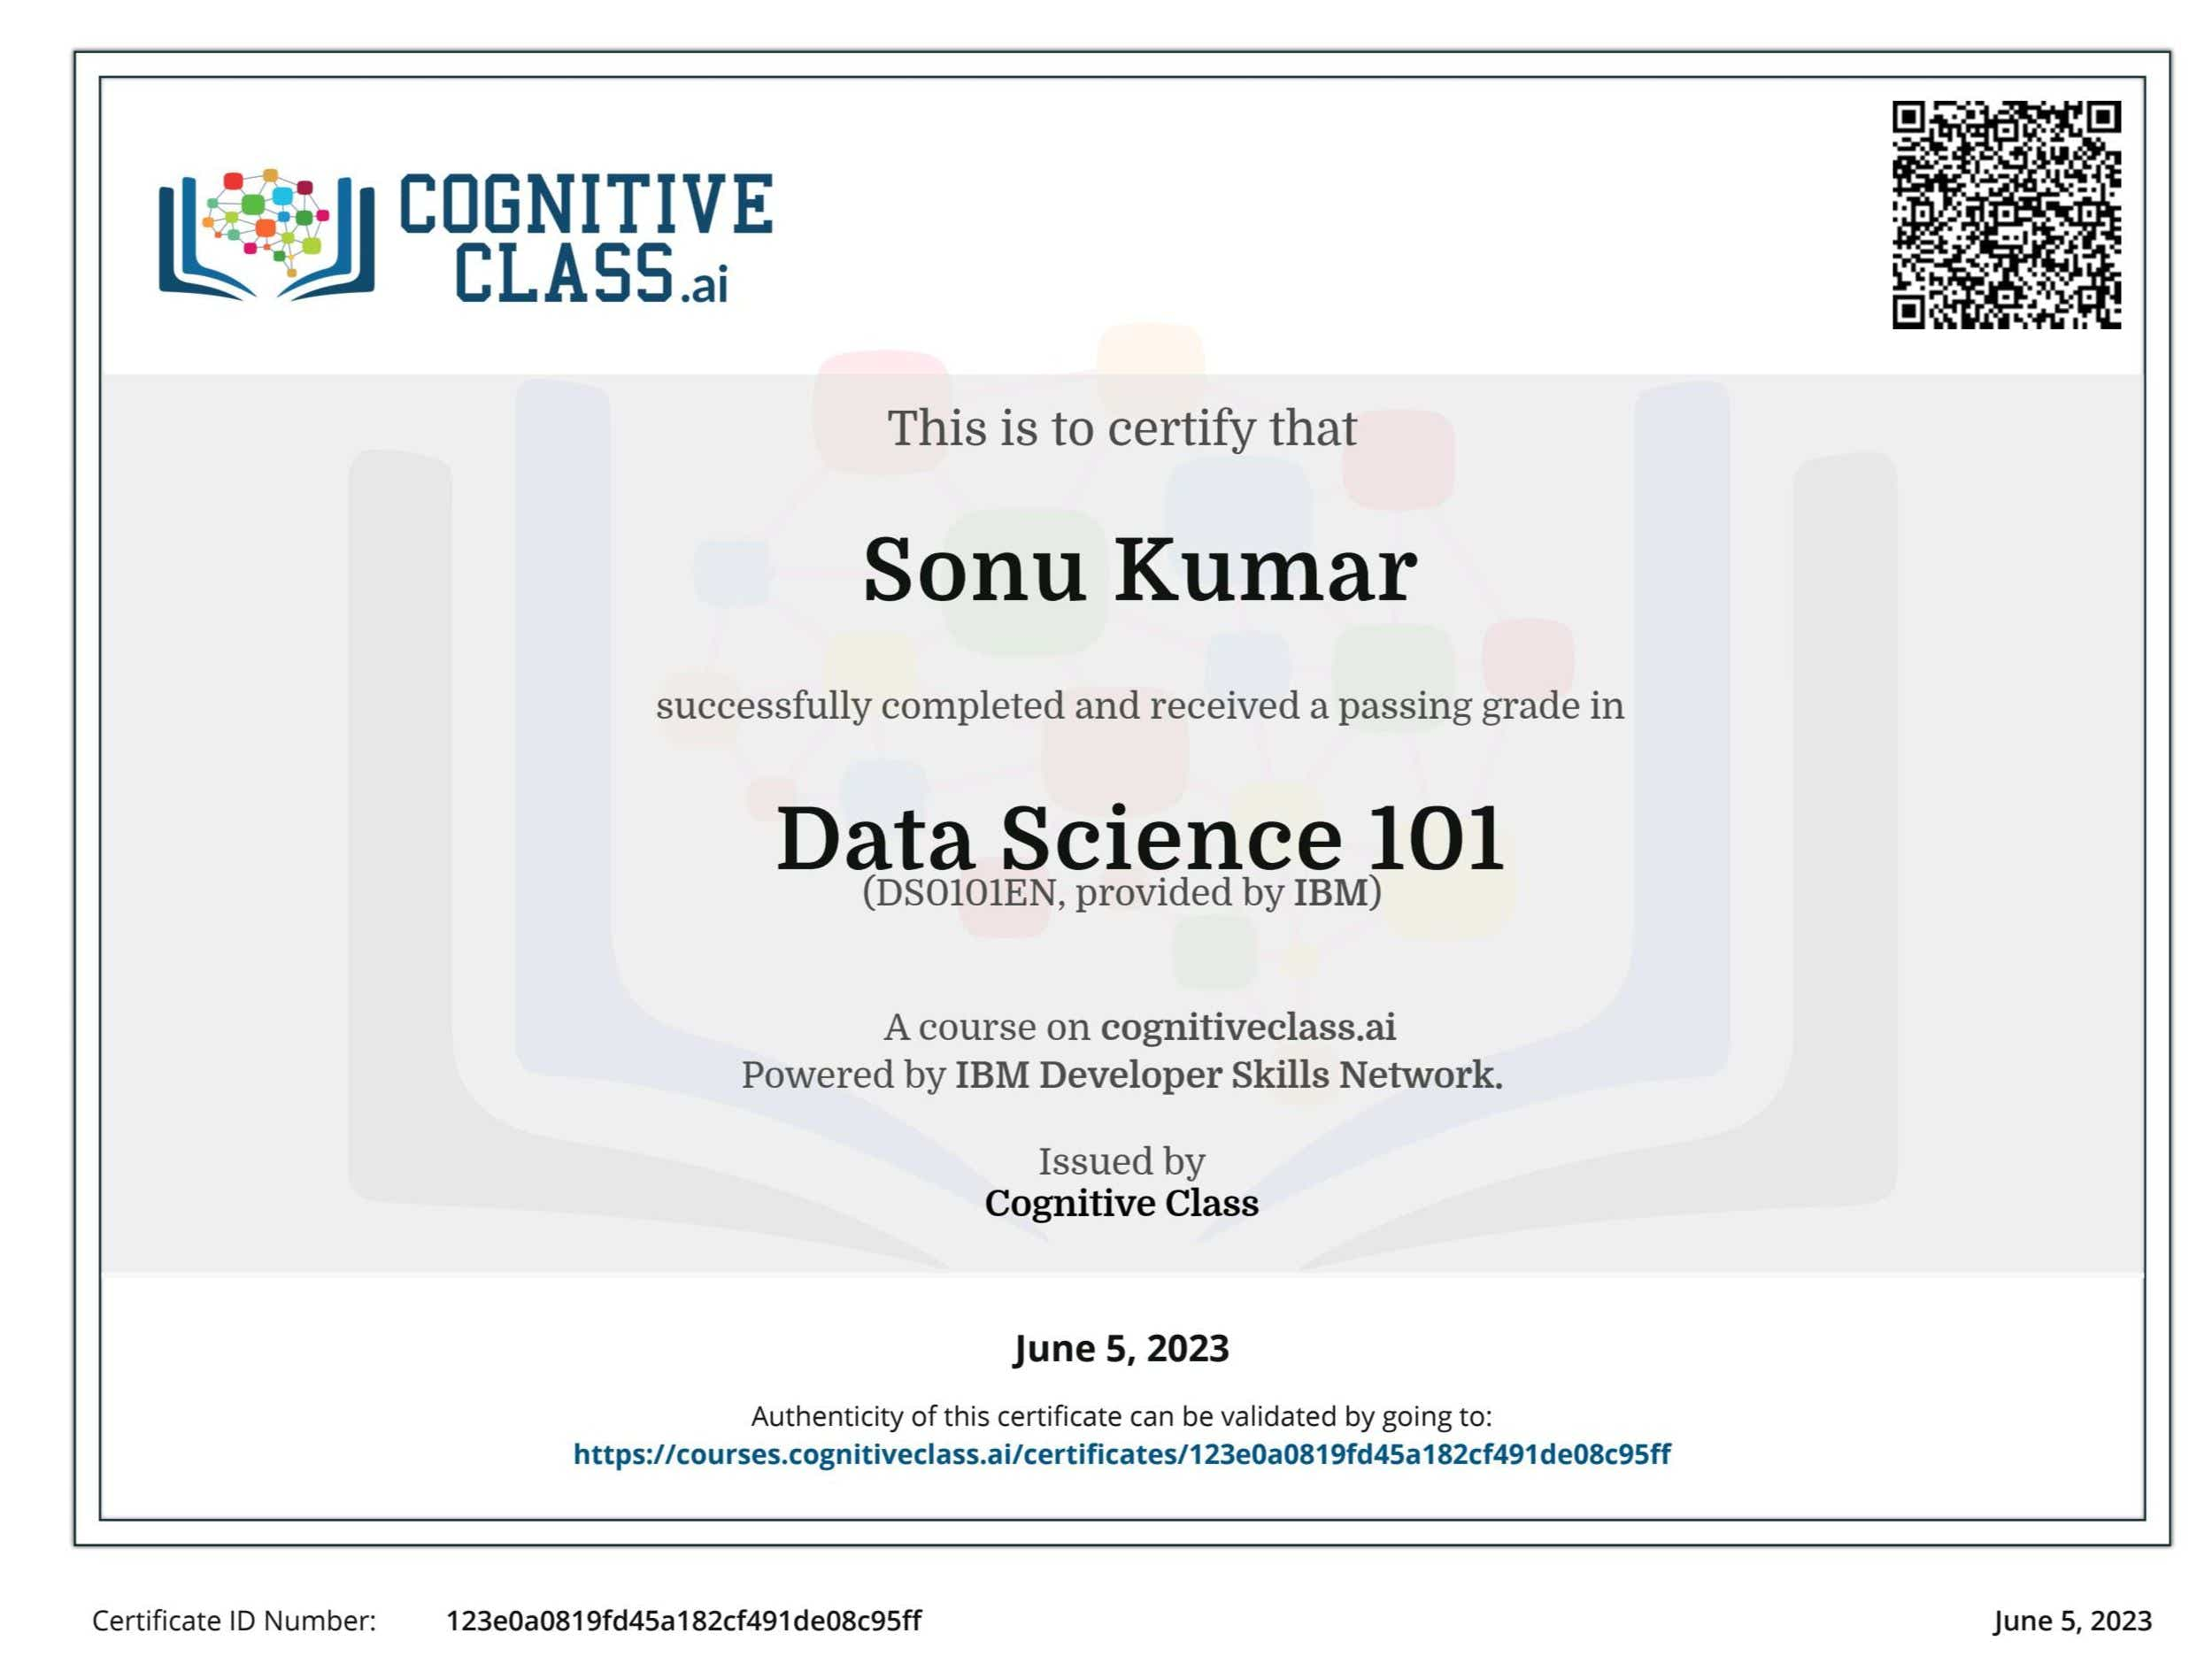 COGNITIVE
CLASS.ai
This is to certify that
Sonu Kumar
successfully completed and received a passing grade in
Data Science 101
(DS0101EN, provided by IBM)
A course on cognitiveclass.ai
Powered by IBM Developer Skills Network.
Issued by
Cognitive Class
June 5, 2023
Authenticity of this certificate can be validated by going to:
https://courses.cognitiveclass.ai/certificates/123e0a0819fd45a182cf491de08c95ff
Certificate ID Number: 123e0a0819fd45a182cf491de08c95ff June 5, 2023